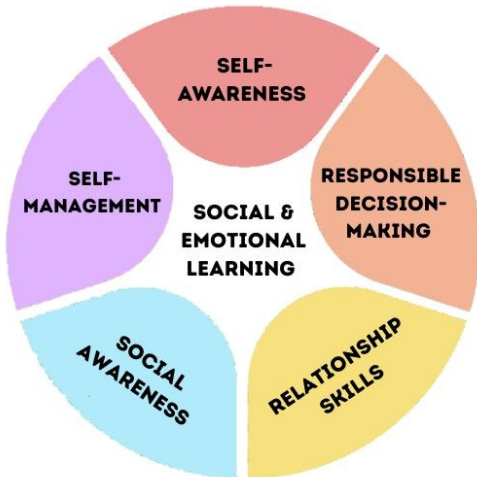 SELF-
AWARENESS
RESPONSIBLE
DECISION-
MAKING
SELF-
MANAGEMENT
SOCIAL &
EMOTIONAL
LEARNING
SOCIAL
AWARENESS
RELATIONSHIP
SKILLS